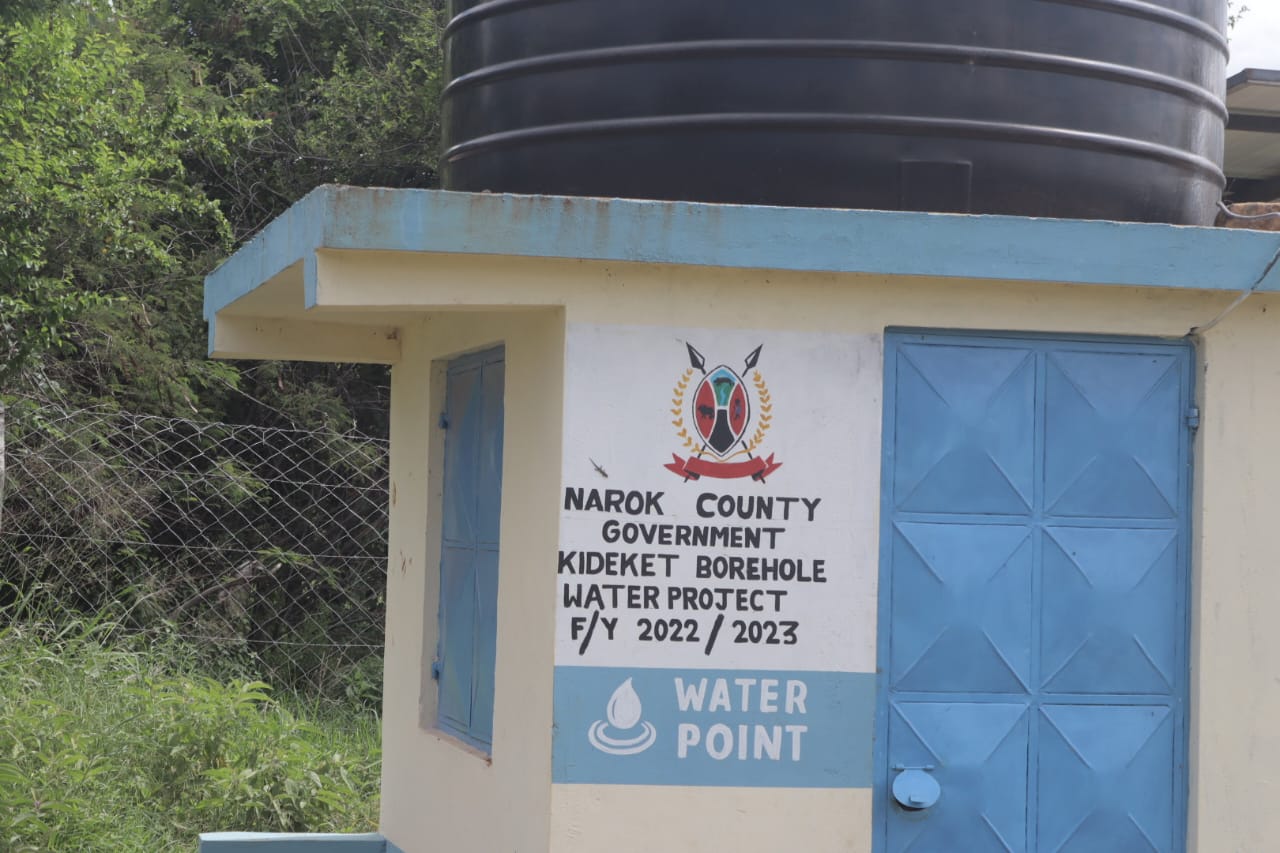 NAROK COUNTY
GOVERNMENT
KIDEKET BOREHOLE
WATER PROJECT
F/Y 2022/2023
WATER
POINT